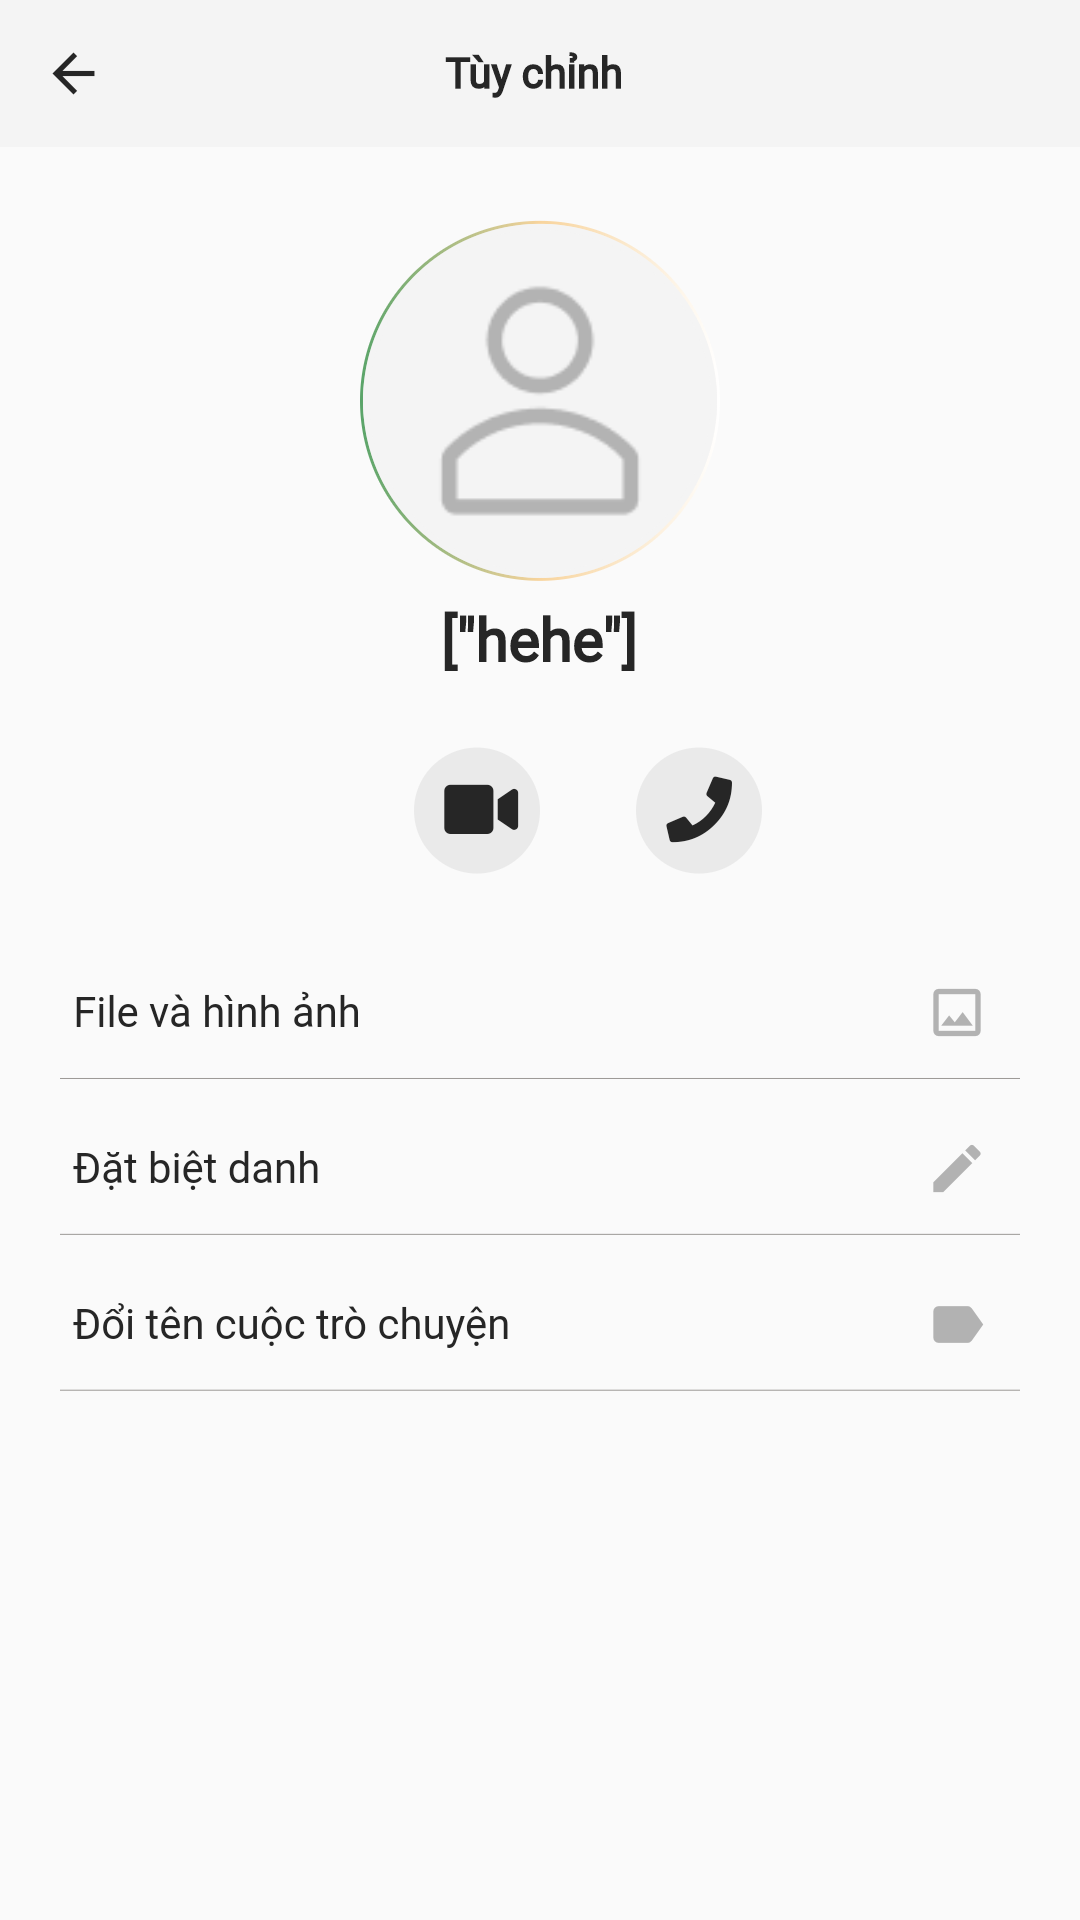 Tùy chỉnh
["hehe"]
File và hình ảnh
Đặt biệt danh
Đổi tên cuộc trò chuyện